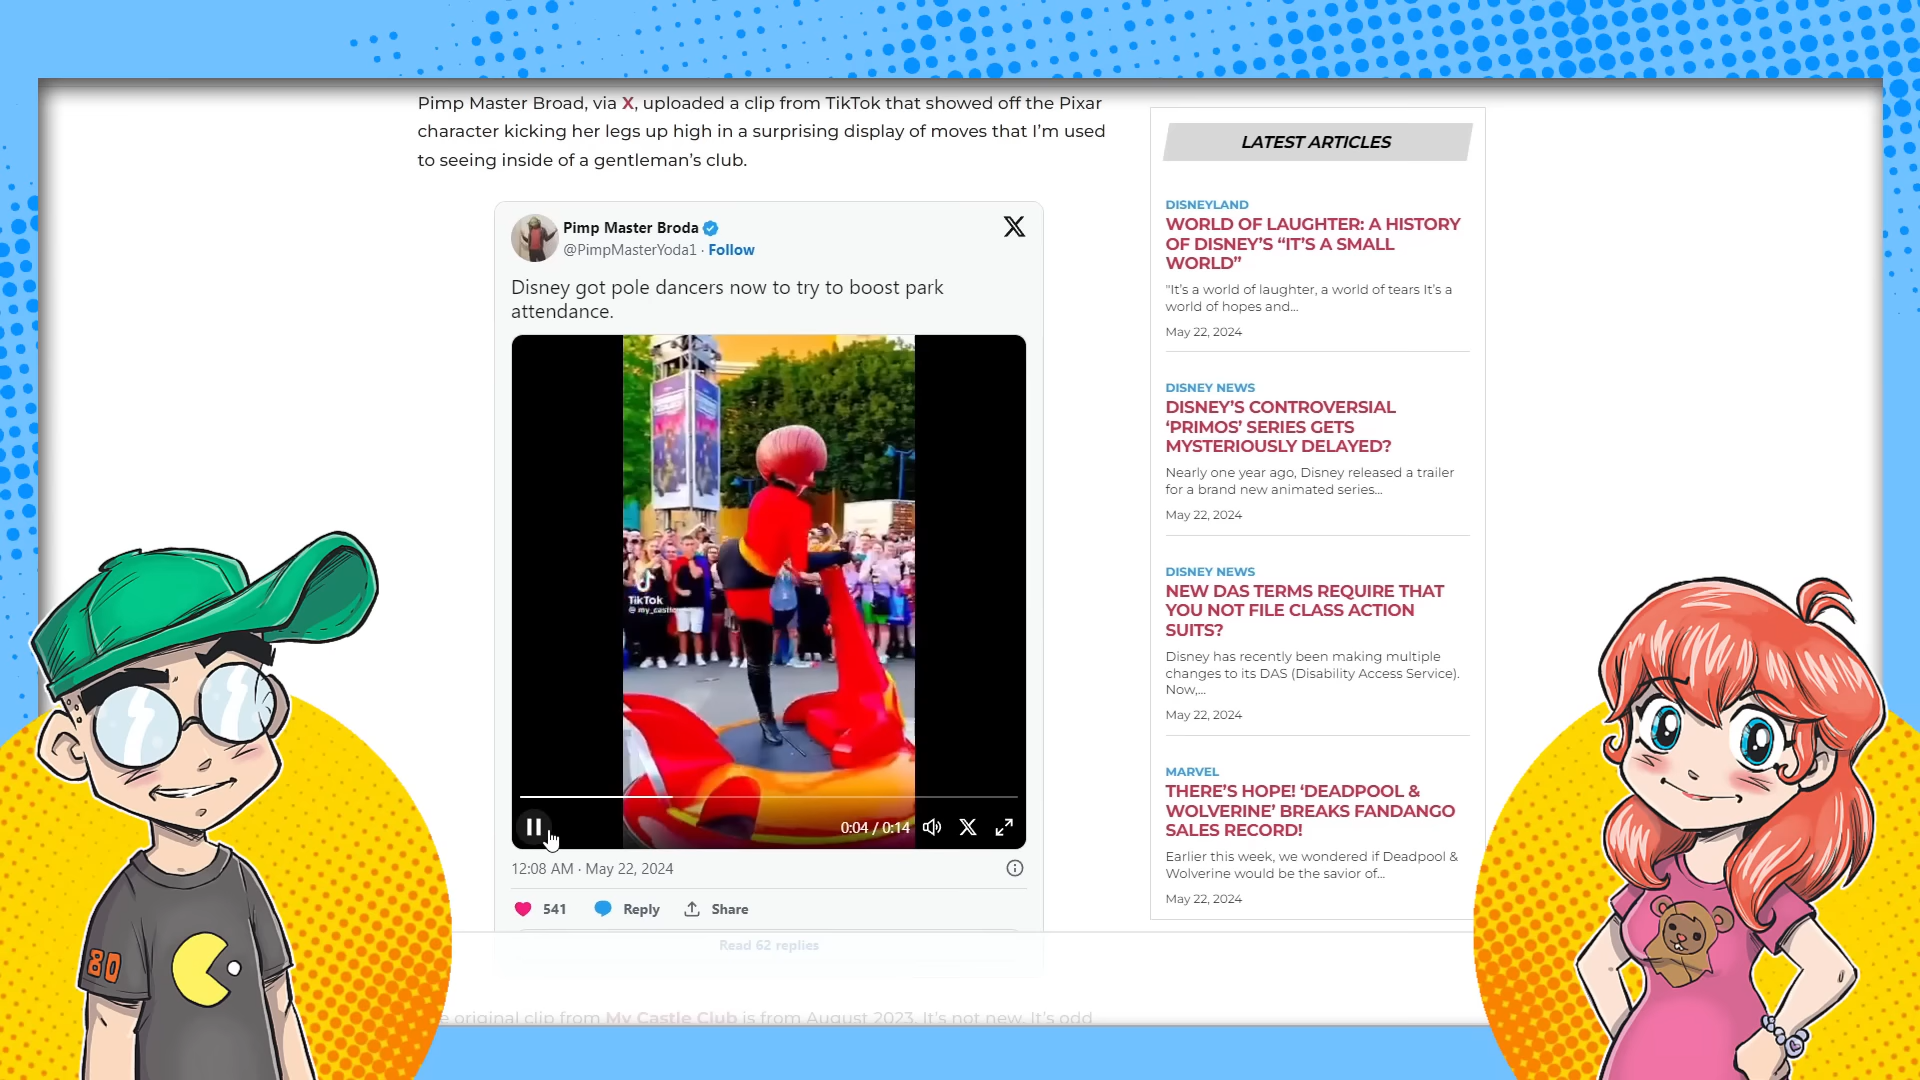 Pimp Master Broad, via X, uploaded a clip from TikTok that showed off the Pixar
character kicking her legs up high in a surprising display of moves that I'm used
to seeing inside of a gentleman's club.
Pimp Master Broda
@PimpMasterYoda1 · Follow
X
Disney got pole dancers now to try to boost park
attendance.
TikTok
0:04 / 0:14
X
12:08 AM · May 22, 2024
541
Reply
Share
Read 62 replies
original clip from My Castle Club is from August 2023. It's not new. It's odd
LATEST ARTICLES
DISNEYLAND
WORLD OF LAUGHTER: A HISTORY
OF DISNEY'S “IT'S A SMALL
WORLD”
"It's a world of laughter, a world of tears It's a
world of hopes and...
May 22, 2024
DISNEY NEWS
DISNEY'S CONTROVERSIAL
‘PRIMOS’ SERIES GETS
MYSTERIOUSLY DELAYED?
Nearly one year ago, Disney released a trailer
for a brand new animated series...
May 22, 2024
DISNEY NEWS
NEW DAS TERMS REQUIRE THAT
YOU NOT FILE CLASS ACTION
SUITS?
Disney has recently been making multiple
changes to its DAS (Disability Access Service).
Now,...
May 22, 2024
MARVEL
THERE'S HOPE! ‘DEADPOOL &
WOLVERINE’ BREAKS FANDANGO
SALES RECORD!
Earlier this week, we wondered if Deadpool &
Wolverine would be the savior of...
May 22, 2024
80